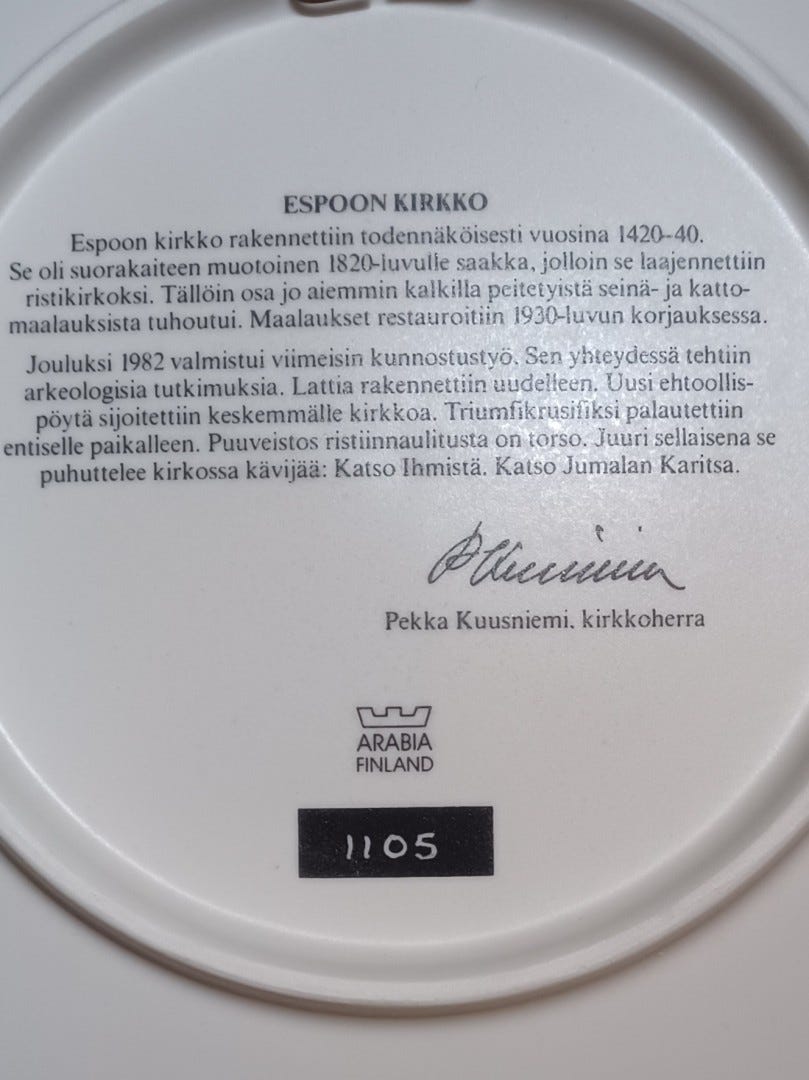 ESPOON KIRKKO
Espoon kirkko rakennettiin todennäköisesti vuosina 1420-40.
Se oli suorakaiteen muotoinen 1820-luvulle saakka, jolloin se laajennettiin
ristikirkoksi. Tällöin osa jo aiemmin kalkilla peitetyistä seinä- ja katto-
maalauksista tuhoutui. Maalaukset restauroitiin 1930-luvun korjauksessa.
Jouluksi 1982 valmistui viimeisin kunnostustyö. Sen yhteydessä tehtiin
arkeologisia tutkimuksia. Lattia rakennettiin uudelleen. Uusi ehtoollis-
pöytä sijoitettiin keskemmälle kirkkoa. Triumfikrusifiksi palautettiin
entiselle paikalleen. Puuveistos ristiinnaulitusta on torso. Juuri sellaisena se
puhuttelee kirkossa kävijää: Katso Ihmistä. Katso Jumalan Karitsa.
Pekka Kuusniemi, kirkkoherra
ARABIA
FINLAND
1105